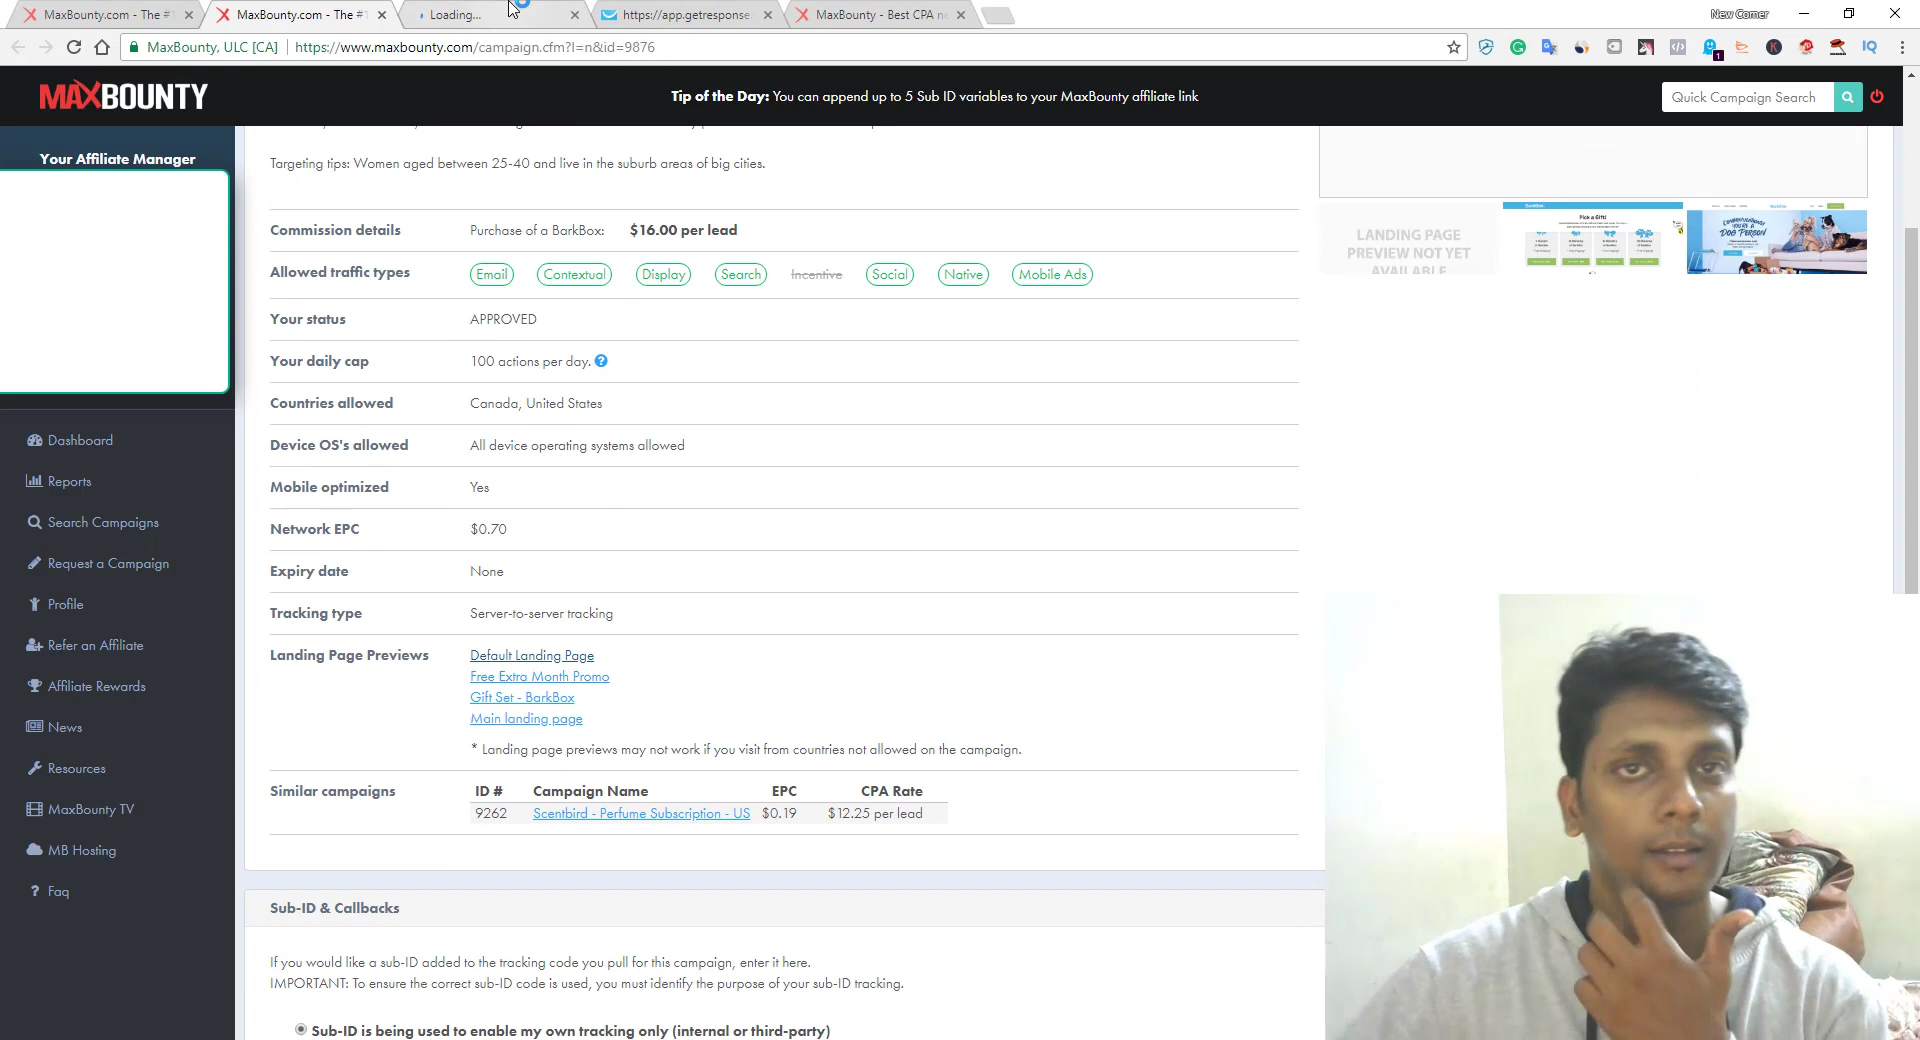 MaxBounty.com - The #
MaxBounty.com - The #
Loading...
https://app.getresponse.
MaxBounty - Best CPA ne
New Comer
MaxBounty, ULC [CA]
https://www.maxbounty.com/campaign.cfm?l=n&id=9876
1
IQ
MAXBOUNTY
Tip of the Day: You can append up to 5 Sub ID variables to your MaxBounty affiliate link
Quick Campaign Search
Your Affiliate Manager
Dashboard
Reports
Search Campaigns
Request a Campaign
Profile
Refer an Affiliate
Affiliate Rewards
News
Resources
MaxBounty TV
MB Hosting
? Faq
Targeting tips: Women aged between 25-40 and live in the suburb areas of big cities.
Commission details Purchase of a BarkBox: $16.00 per lead
Allowed traffic types Email Contextual Display Search Incentive Social Native Mobile Ads
Your status APPROVED
Your daily cap 100 actions per day. ?
Countries allowed Canada, United States
Device OS's allowed All device operating systems allowed
Mobile optimized Yes
Network EPC $0.70
Expiry date None
Tracking type Server-to-server tracking
Landing Page Previews Default Landing Page
Free Extra Month Promo
Gift Set - BarkBox
Main landing page
* Landing page previews may not work if you visit from countries not allowed on the campaign.
Similar campaigns ID # Campaign Name EPC CPA Rate
9262 Scentbird - Perfume Subscription - US $0.19 $12.25 per lead
Sub-ID & Callbacks
If you would like a sub-ID added to the tracking code you pull for this campaign, enter it here.
IMPORTANT: To ensure the correct sub-ID code is used, you must identify the purpose of your sub-ID tracking.
Sub-ID is being used to enable my own tracking only (internal or third-party)
LANDING PAGE
PREVIEW NOT YET
AVAILABLE
Pick a Gift!
CONGRATULATIONS
YOU'RE A
DOG PERSON